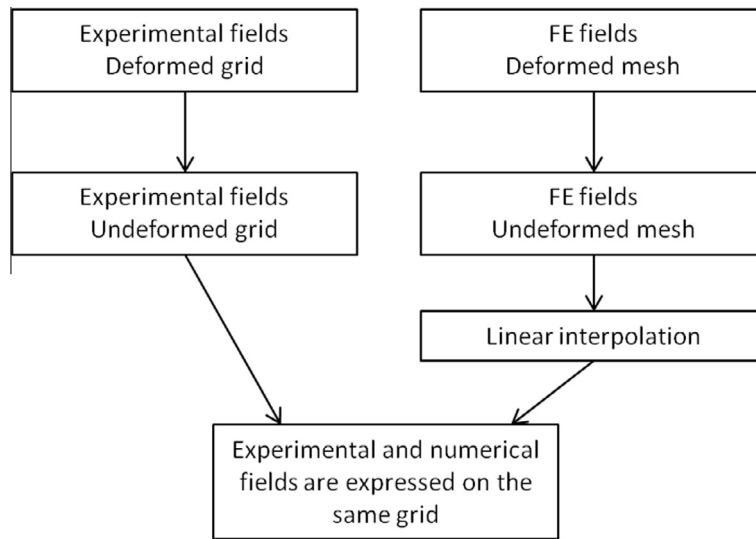 Experimental fields
Deformed grid
FE fields
Deformed mesh
Experimental fields
Undeformed grid
FE fields
Undeformed mesh
Linear interpolation
Experimental and numerical
fields are expressed on the
same grid